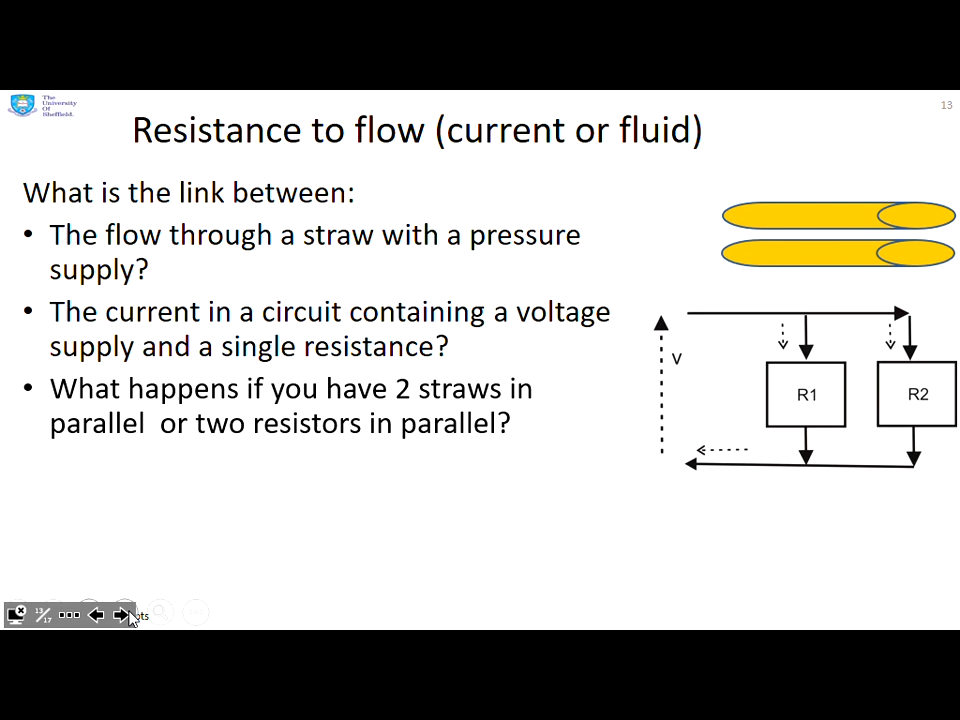 The
University
Of
Sheffield.
13
Resistance to flow (current or fluid)
What is the link between:
• The flow through a straw with a pressure
supply?
• The current in a circuit containing a voltage
supply and a single resistance?
• What happens if you have 2 straws in
parallel or two resistors in parallel?
V
R1
R2
13/17